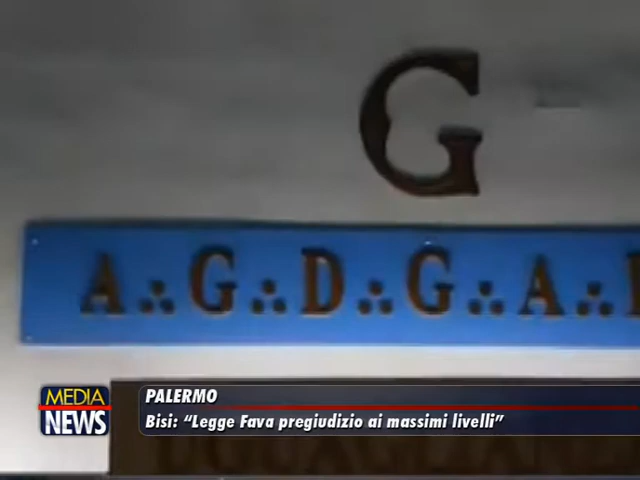 G
A∴G∴D∴G∴A∴
MEDIA
NEWS
PALERMO
Bisi: “Legge Fava pregiudizio ai massimi livelli”